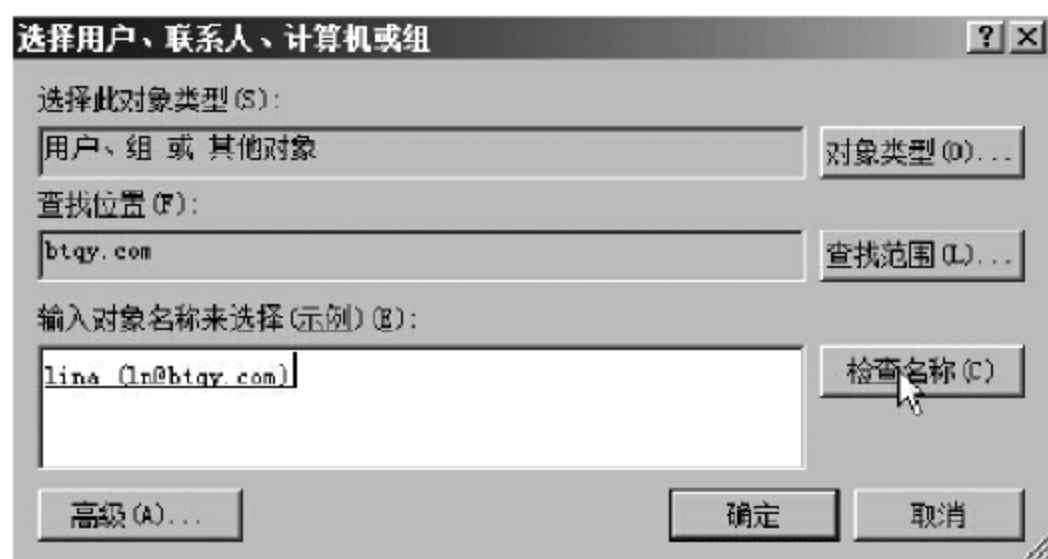 选择用户、联系人、计算机或组
选择此对象类型(S):
用户、组 或 其他对象
对象类型(O)...
查找位置(F):
btqy.com
查找范围(L)...
输入对象名称来选择(示例)(E):
lina (ln@btqy.com)
检查名称(C)
高级(A)...
确定
取消